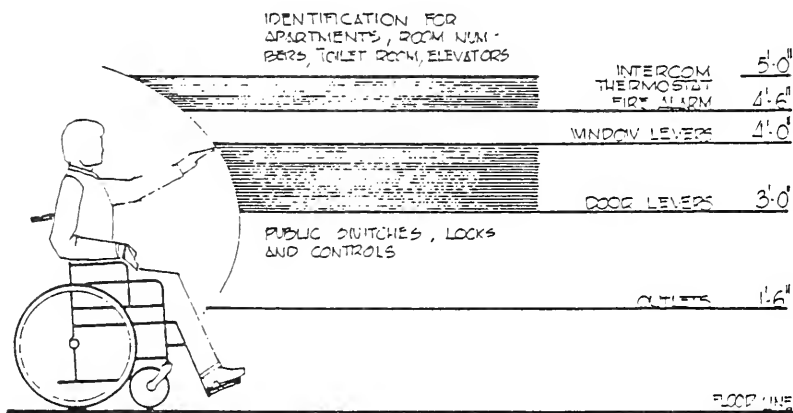 IDENTIFICATION FOR
APARTMENTS, ROOM NUM-
BERS, TOILET ROOM, ELEVATORS
INTERCOM 5'-0"
THERMOSTAT
FIRE ALARM 4'-6"
WINDOW LEVERS 4'-0"
DOOR LEVERS 3'-0"
PUBLIC SWITCHES, LOCKS
AND CONTROLS
OUTLETS 1'-6"
FLOOR LINE